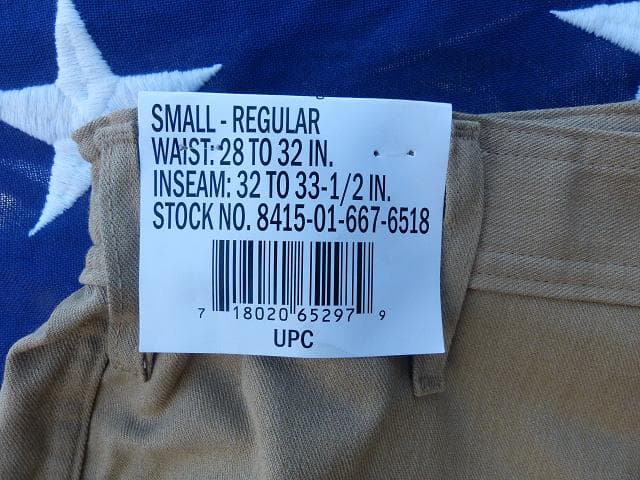 SMALL - REGULAR
WAIST: 28 TO 32 IN.
INSEAM: 32 TO 33-1/2 IN.
STOCK NO. 8415-01-667-6518
7 18020 65297 9
UPC